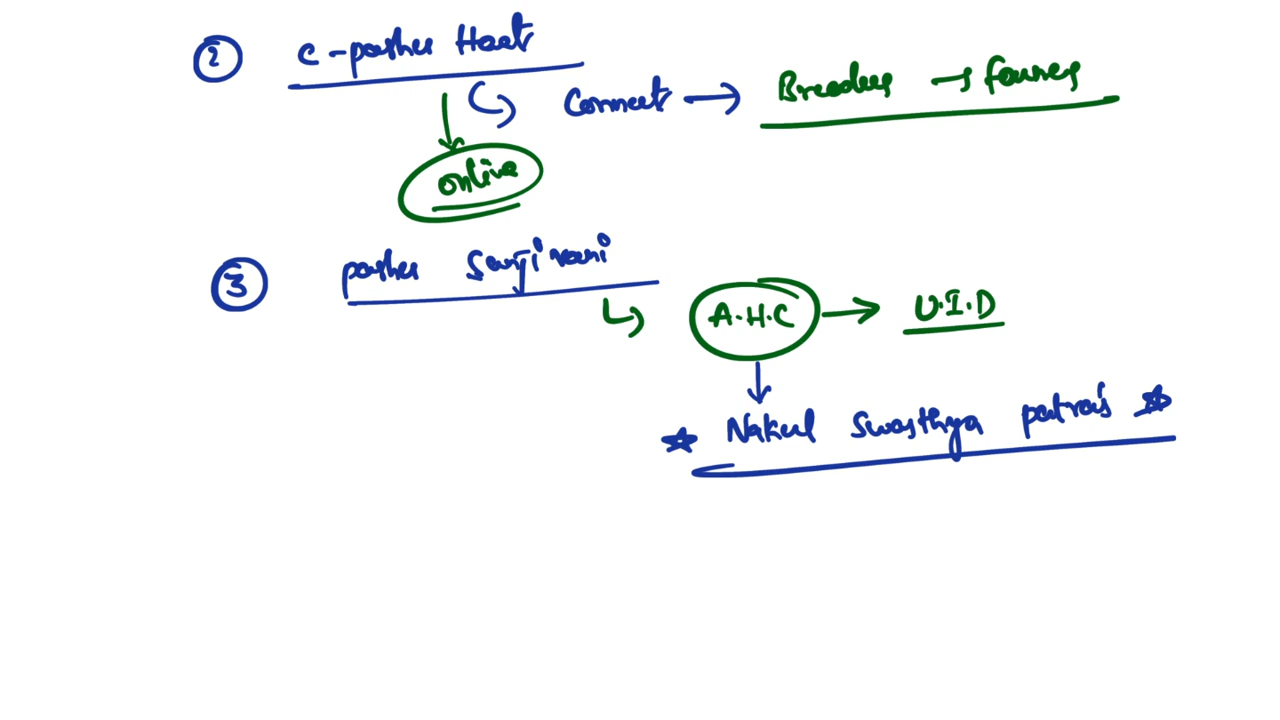 2 e-pashu Haat
Connect → Breeders → farmers
online
3 pashu Sanjivani
A.H.C → U.I.D
☆ Nakul Swasthya patra's ☆